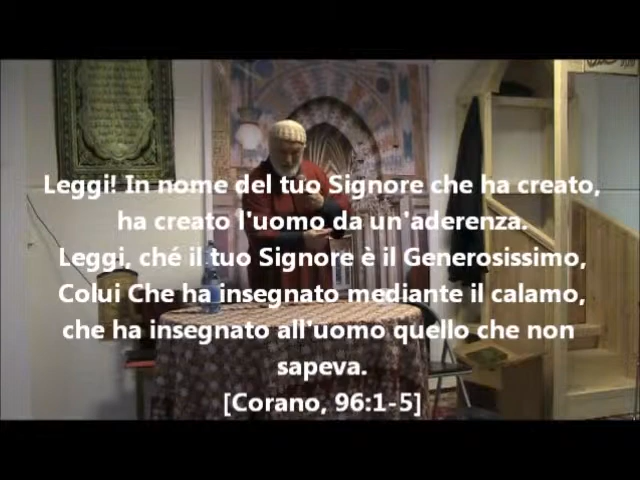 Leggi! In nome del tuo Signore che ha creato,
ha creato l'uomo da un'aderenza.
Leggi, ché il tuo Signore è il Generosissimo,
Colui Che ha insegnato mediante il calamo,
che ha insegnato all'uomo quello che non
sapeva.
[Corano, 96:1-5]